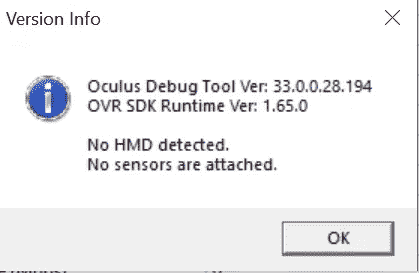 Version Info
Oculus Debug Tool Ver: 33.0.0.28.194
OVR SDK Runtime Ver: 1.65.0
No HMD detected.
No sensors are attached.
OK